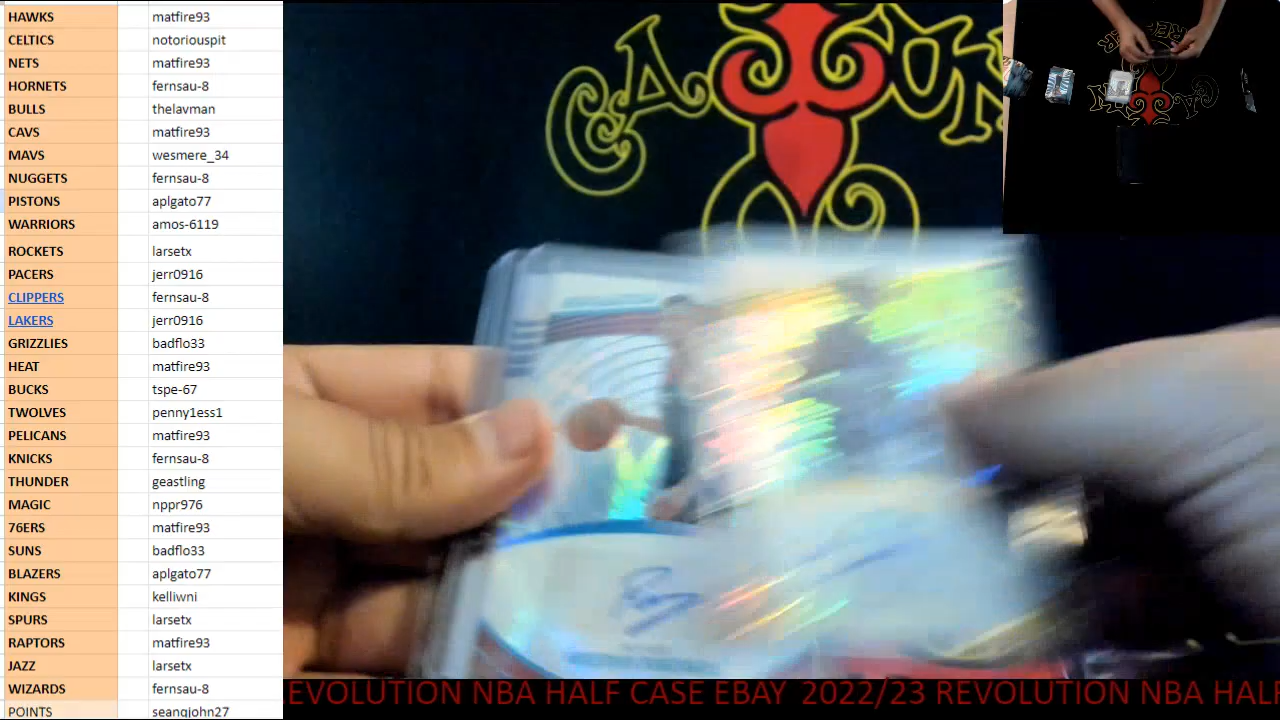 HAWKS matfire93
CELTICS notoriouspit
NETS matfire93
HORNETS fernsau-8
BULLS thelavman
CAVS matfire93
MAVS wesmere_34
NUGGETS fernsau-8
PISTONS aplgato77
WARRIORS amos-6119
ROCKETS larsetx
PACERS jerr0916
CLIPPERS fernsau-8
LAKERS jerr0916
GRIZZLIES badflo33
HEAT matfire93
BUCKS tspe-67
TWOLVES penny1ess1
PELICANS matfire93
KNICKS fernsau-8
THUNDER geastling
MAGIC nppr976
76ERS matfire93
SUNS badflo33
BLAZERS aplgato77
KINGS kelliwni
SPURS larsetx
RAPTORS matfire93
JAZZ larsetx
WIZARDS fernsau-8
POINTS seanqjohn27
EVOLUTION NBA HALF CASE EBAY 2022/23 REVOLUTION NBA HALF